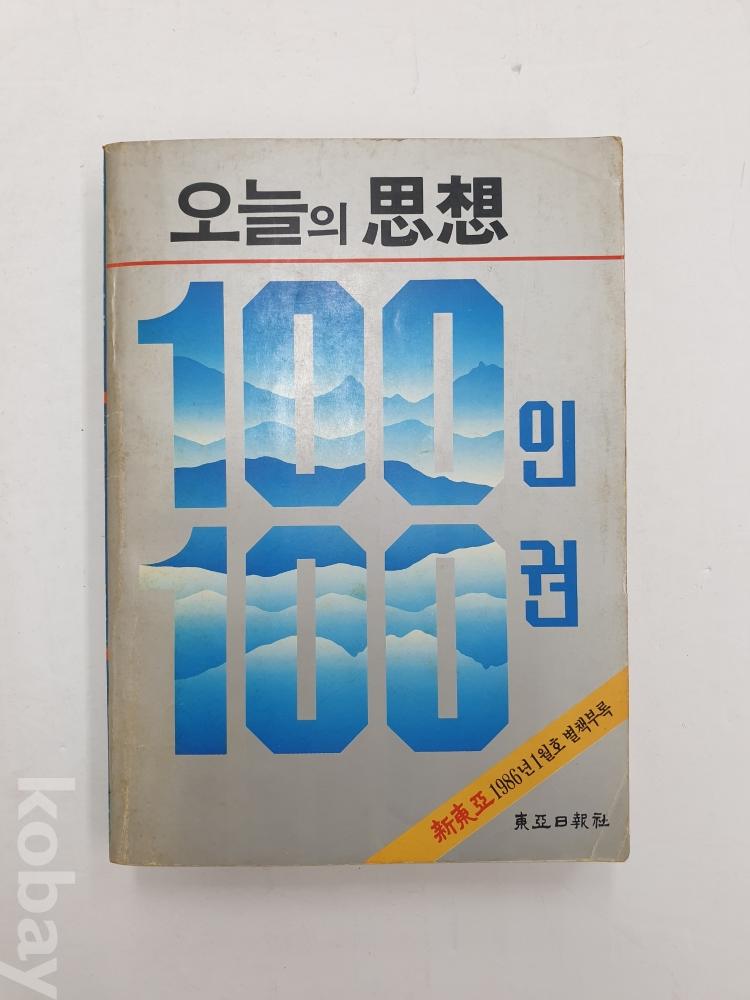 오늘의 思想
100인
100권
新東亞 1986년 1월호 별책부록
東亞日報社
kobay